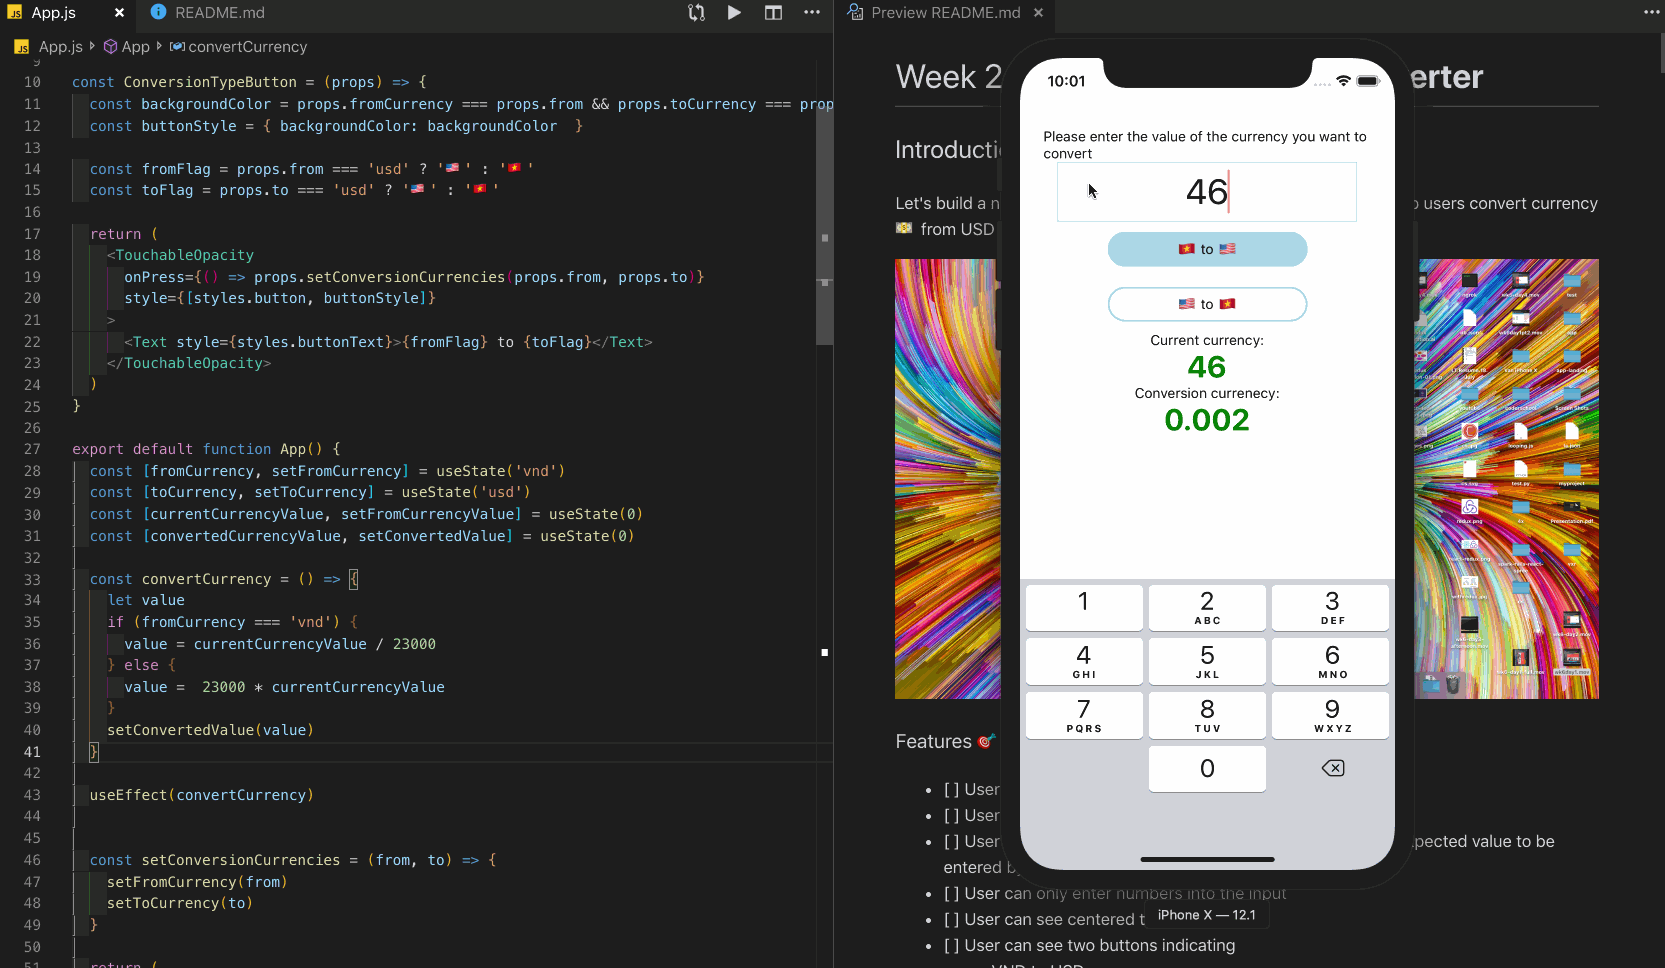 JS App.js × README.md
JS App.js App convertCurrency
9
10 const ConversionTypeButton = (props) => {
11 const backgroundColor = props.fromCurrency === props.from && props.toCurrency === prop
12 const buttonStyle = { backgroundColor: backgroundColor }
13
14 const fromFlag = props.from === 'usd' ? '🇺🇸 ' : '🇻🇳 '
15 const toFlag = props.to === 'usd' ? '🇺🇸 ' : '🇻🇳 '
16
17 return (
18 <TouchableOpacity
19 onPress={() => props.setConversionCurrencies(props.from, props.to)}
20 style={[styles.button, buttonStyle]}
21 >
22 <Text style={styles.buttonText}>{fromFlag} to {toFlag}</Text>
23 </TouchableOpacity>
24 )
25 }
26
27 export default function App() {
28 const [fromCurrency, setFromCurrency] = useState('vnd')
29 const [toCurrency, setToCurrency] = useState('usd')
30 const [currentCurrencyValue, setFromCurrencyValue] = useState(0)
31 const [convertedCurrencyValue, setConvertedValue] = useState(0)
32
33 const convertCurrency = () => {
34 let value
35 if (fromCurrency === 'vnd') {
36 value = currentCurrencyValue / 23000
37 } else {
38 value =  23000 * currentCurrencyValue
39 }
40 setConvertedValue(value)
41 }
42
43 useEffect(convertCurrency)
44
45
46 const setConversionCurrencies = (from, to) => {
47 setFromCurrency(from)
48 setToCurrency(to)
49 }
50
51 return (
Preview README.md ×
Week 2
erter
Introducti
Let's build a n
o users convert currency
💵 from USD
Features 🎯
[ ] User
[ ] User
[ ] User
pected value to be
entered b
[ ] User can only enter numbers into the input
[ ] User can see centered t
[ ] User can see two buttons indicating
VND to USD
10:01
Please enter the value of the currency you want to
convert
46
🇻🇳 to 🇺🇸
🇺🇸 to 🇻🇳
Current currency:
46
Conversion currenecy:
0.002
1
2
ABC
3
DEF
4
GHI
5
JKL
6
MNO
7
PQRS
8
TUV
9
WXYZ
0
iPhone X — 12.1